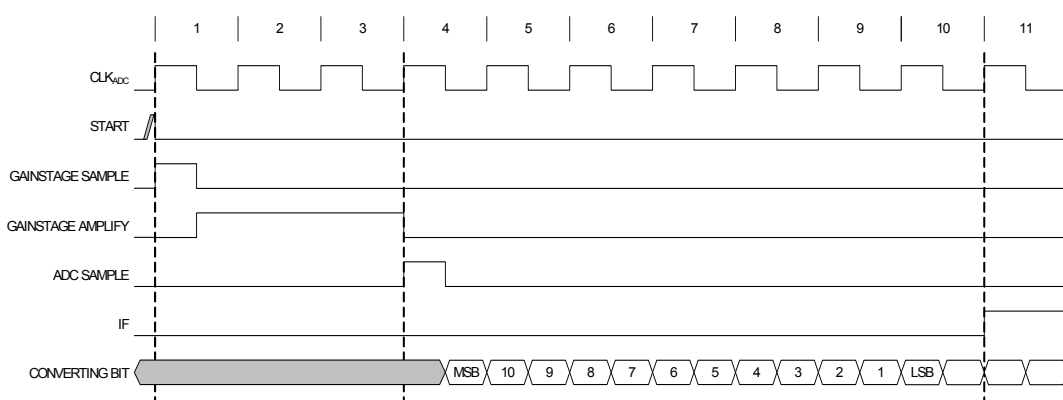 1 2 3 4 5 6 7 8 9 10 11
CLKADC
START
GAINSTAGE SAMPLE
GAINSTAGE AMPLIFY
ADC SAMPLE
IF
CONVERTING BIT MSB 10 9 8 7 6 5 4 3 2 1 LSB